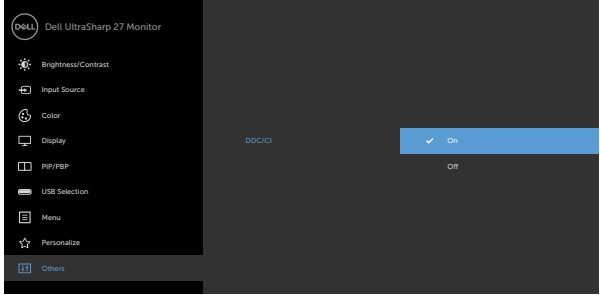 DELL Dell UltraSharp 27 Monitor
Brightness/Contrast
Input Source
Color
Display
DDC/CI
On
PIP/PBP
Off
USB Selection
Menu
Personalize
Others